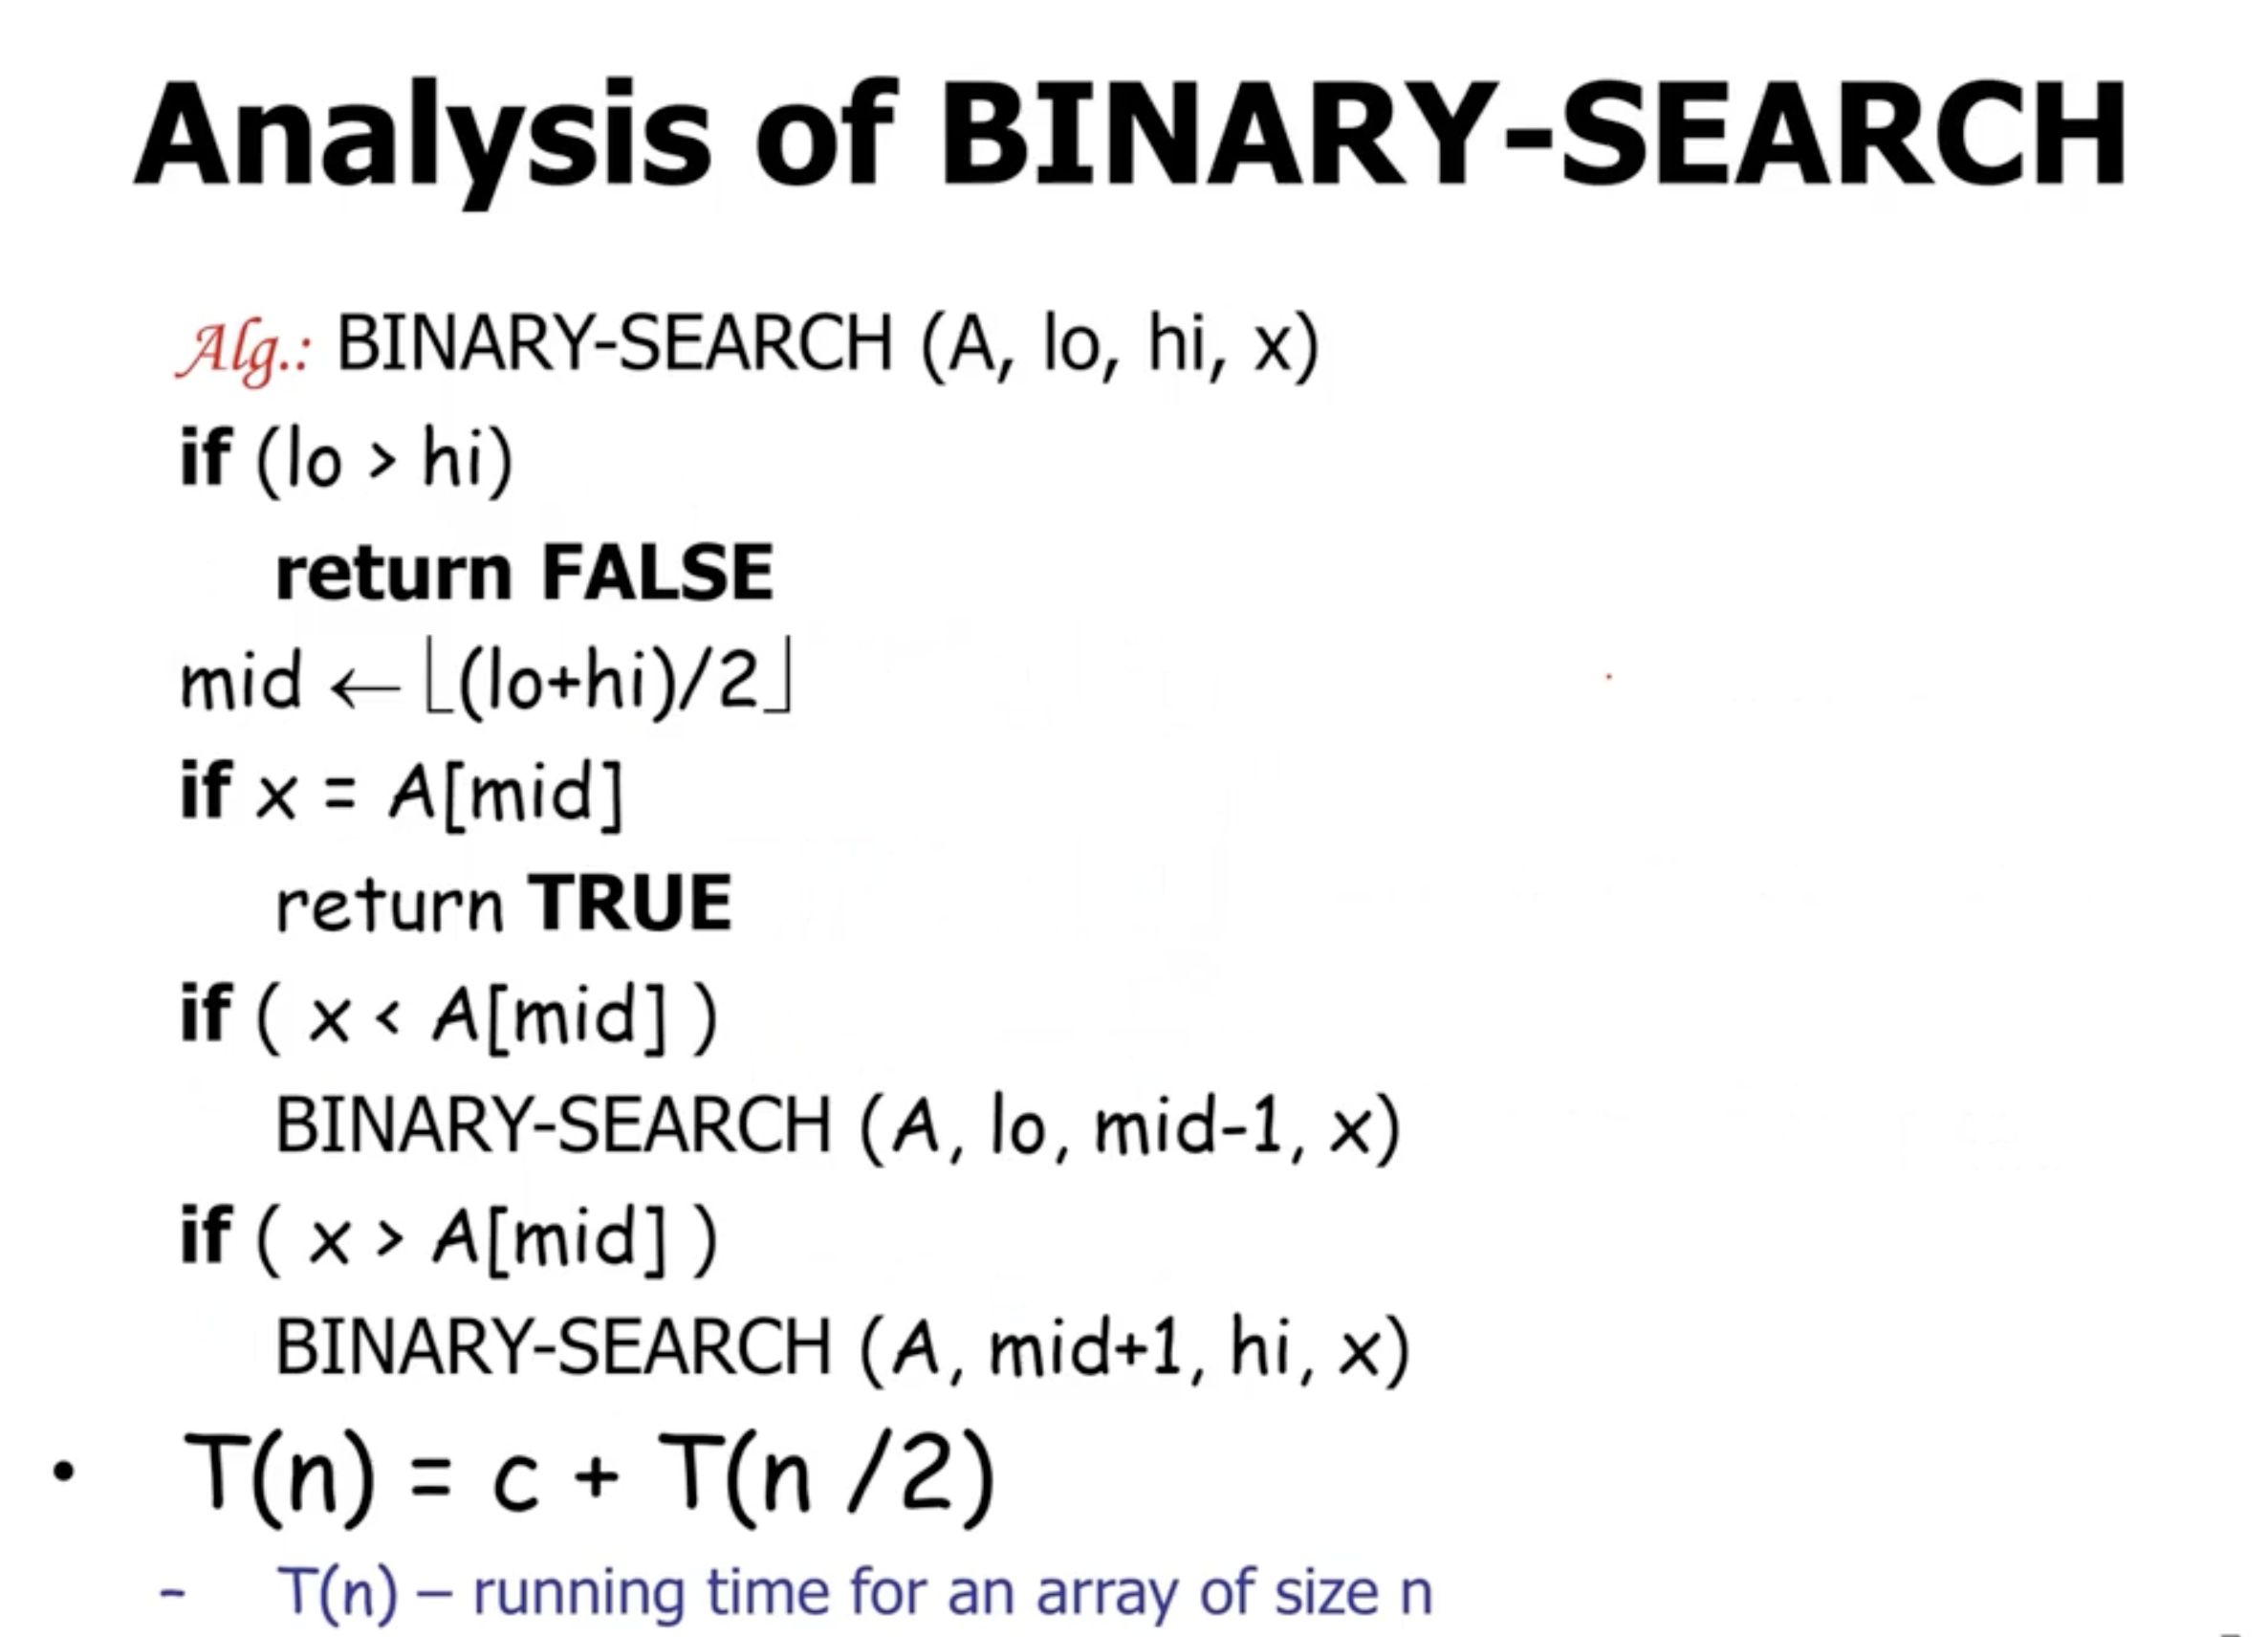 Analysis of BINARY-SEARCH
Alg.: BINARY-SEARCH (A, lo, hi, x)
if (lo > hi)
return FALSE
mid ← ⌊(lo+hi)/2⌋
if x = A[mid]
return TRUE
if ( x < A[mid] )
BINARY-SEARCH (A, lo, mid-1, x)
if ( x > A[mid] )
BINARY-SEARCH (A, mid+1, hi, x)
• T(n) = c + T(n /2)
– T(n) – running time for an array of size n